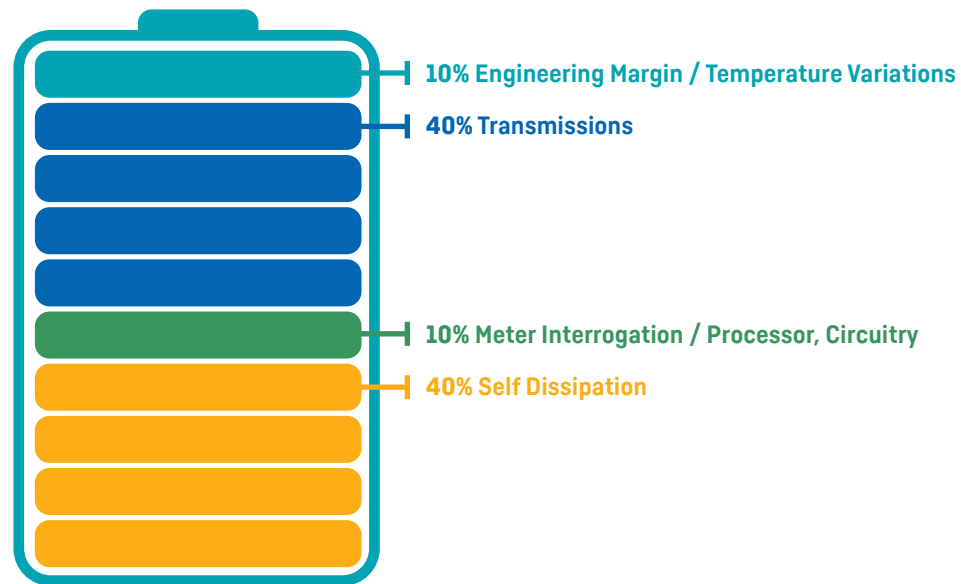 10% Engineering Margin / Temperature Variations
40% Transmissions
10% Meter Interrogation / Processor, Circuitry
40% Self Dissipation